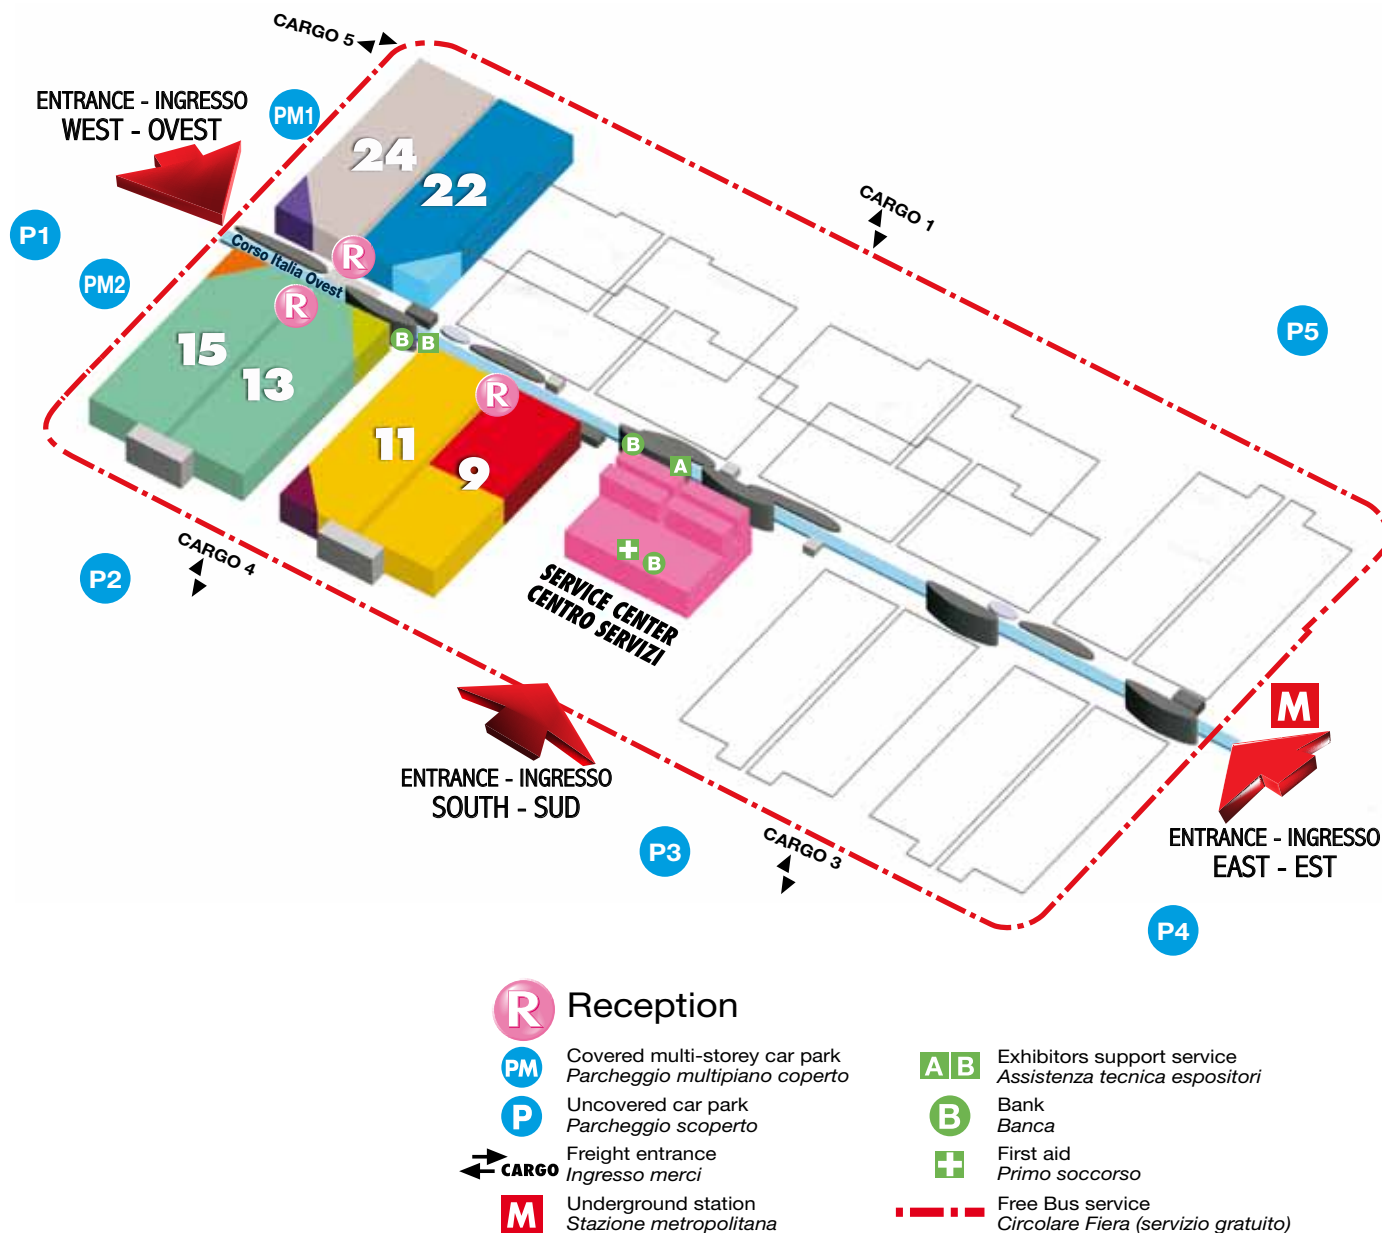 CARGO 5
ENTRANCE - INGRESSO
WEST - OVEST
PM1
24
22
CARGO 1
P1
PM2
Corso Italia Ovest
R
R
P5
15
13
B
B
R
11
9
B
A
P2
CARGO 4
B
SERVICE CENTER
CENTRO SERVIZI
M
ENTRANCE - INGRESSO
SOUTH - SUD
P3
CARGO 3
ENTRANCE - INGRESSO
EAST - EST
P4
R Reception
PM Covered multi-storey car park
Parcheggio multipiano coperto
P Uncovered car park
Parcheggio scoperto
CARGO Freight entrance
Ingresso merci
M Underground station
Stazione metropolitana
A B Exhibitors support service
Assistenza tecnica espositori
B Bank
Banca
First aid
Primo soccorso
Free Bus service
Circolare Fiera (servizio gratuito)